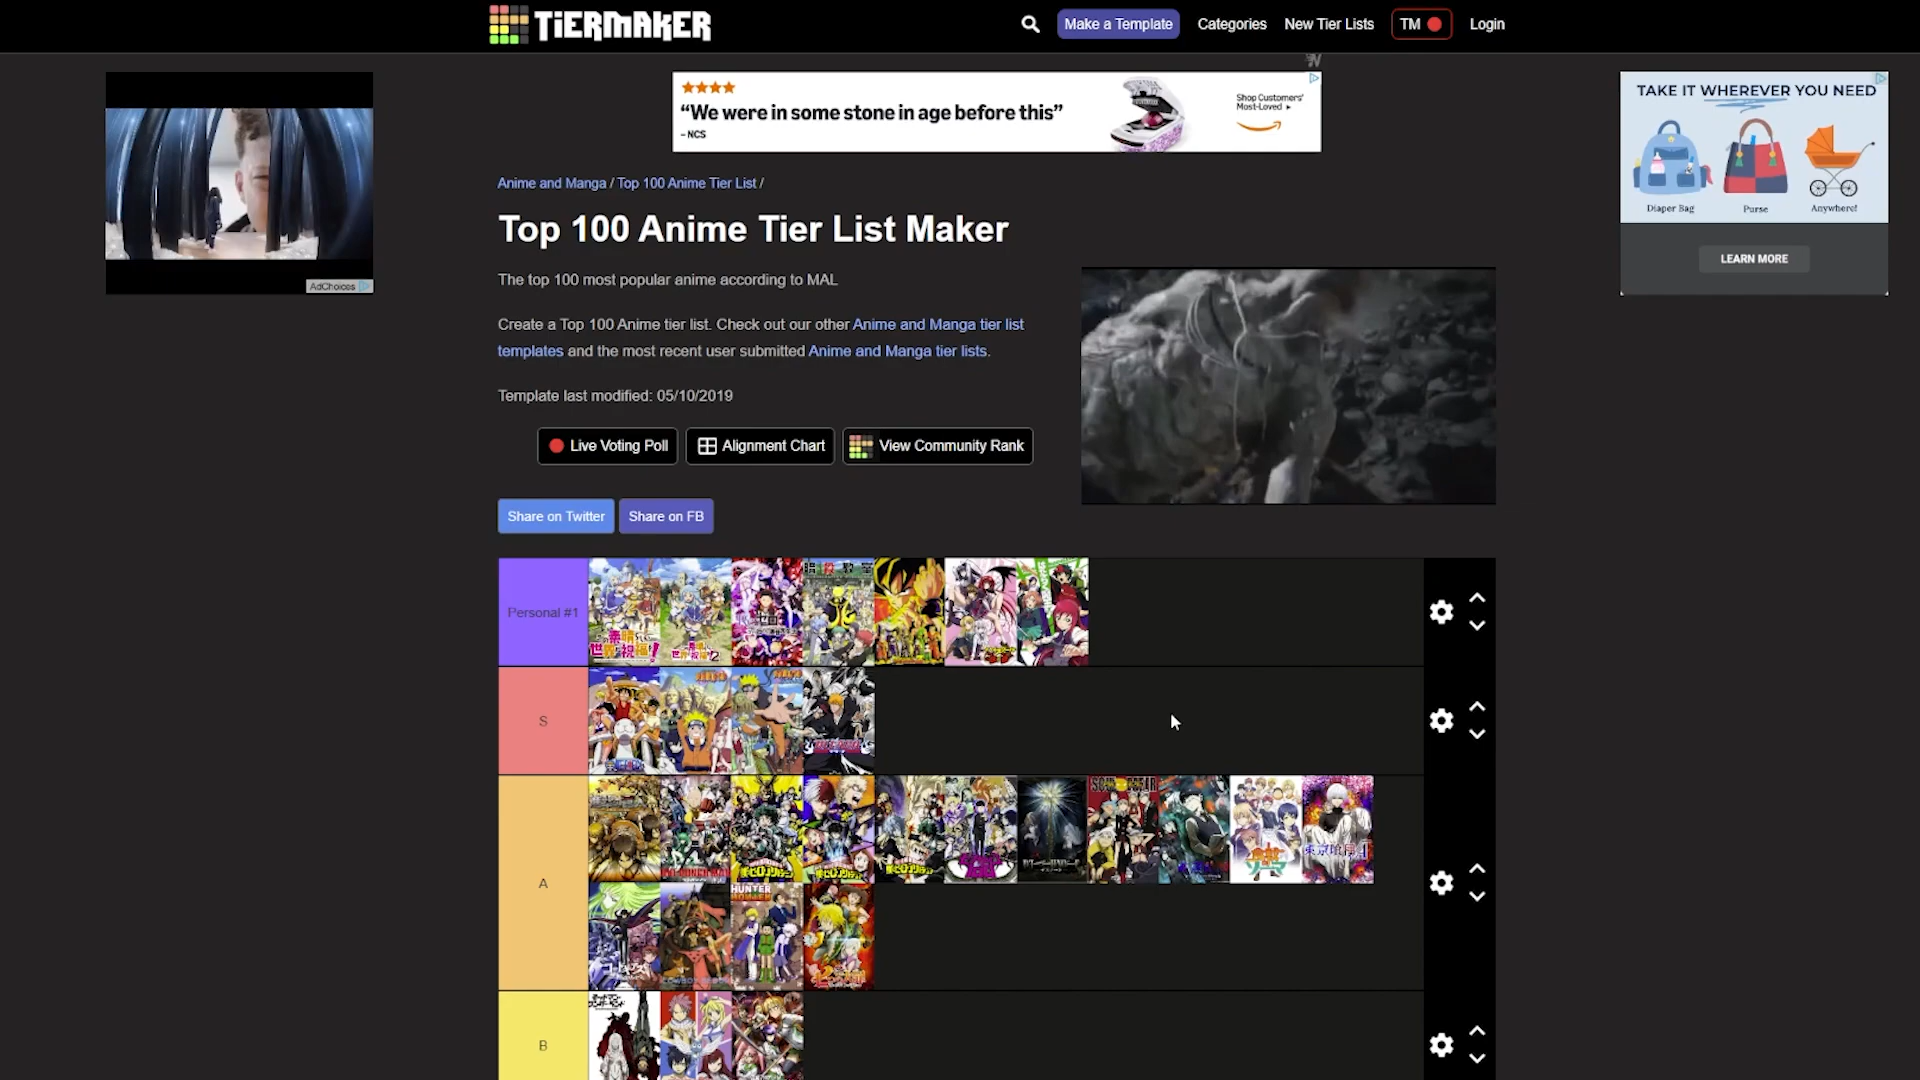 TiERMAKER
Make a Template
Categories
New Tier Lists
TM
Login
“We were in some stone in age before this”
– NCS
Shop Customers’
Most-Loved ▸
AdChoices
TAKE IT WHEREVER YOU NEED
Diaper Bag
Purse
Anywhere!
LEARN MORE
Anime and Manga / Top 100 Anime Tier List /
Top 100 Anime Tier List Maker
The top 100 most popular anime according to MAL
Create a Top 100 Anime tier list. Check out our other Anime and Manga tier list
templates and the most recent user submitted Anime and Manga tier lists.
Template last modified: 05/10/2019
Live Voting Poll
Alignment Chart
View Community Rank
Share on Twitter
Share on FB
Personal #1
S
A
HUNTER
B